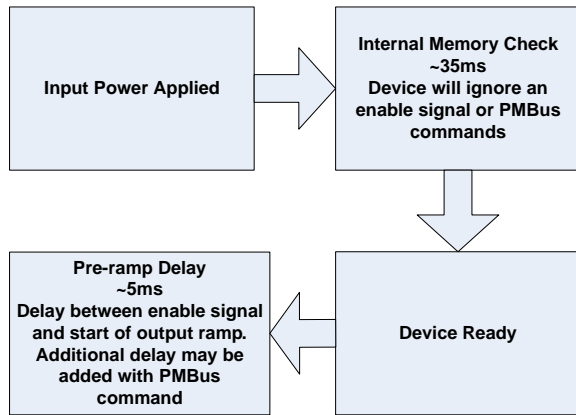 Input Power Applied
Internal Memory Check
~35ms
Device will ignore an
enable signal or PMBus
commands
Device Ready
Pre-ramp Delay
~5ms
Delay between enable signal
and start of output ramp.
Additional delay may be
added with PMBus
command